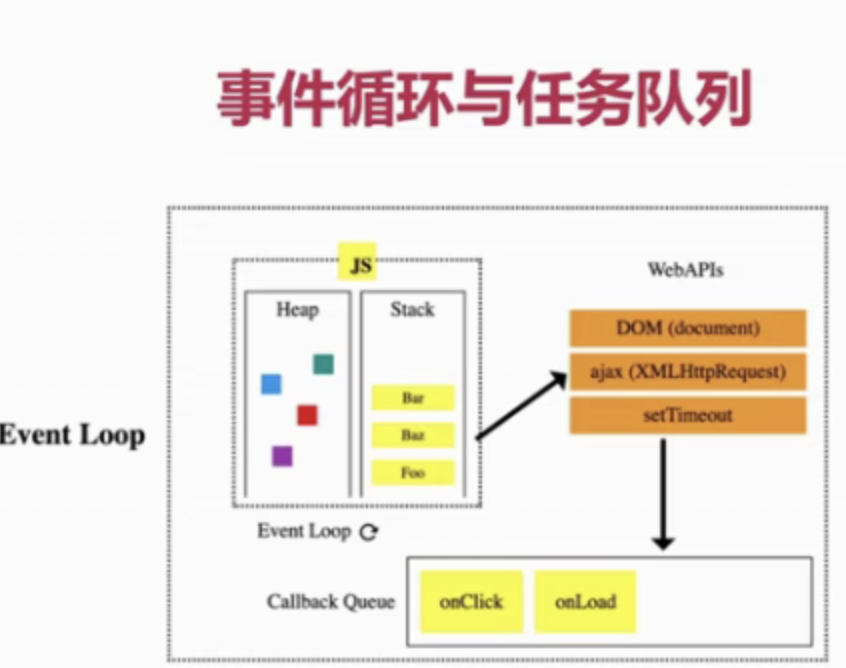 事件循环与任务队列
JS
WebAPIs
Heap
Stack
DOM (document)
ajax (XMLHttpRequest)
setTimeout
Bar
Baz
Foo
Event Loop
Event Loop
Callback Queue
onClick
onLoad